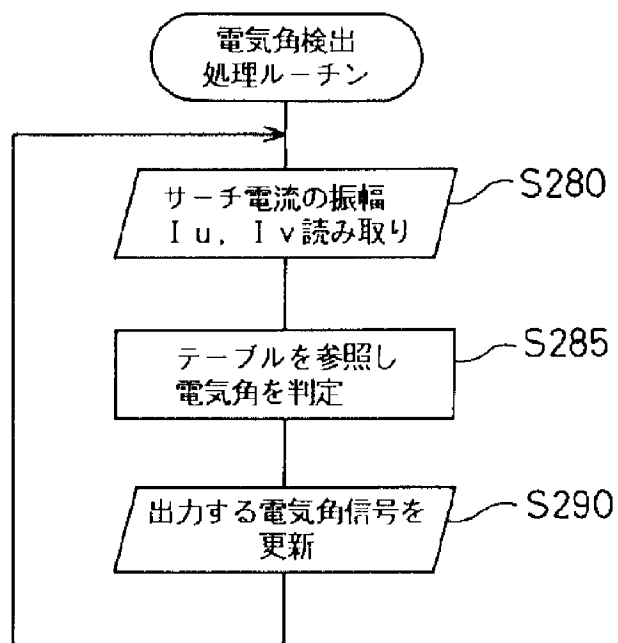 電気角検出
処理ルーチン
サーチ電流の振幅
Ｉｕ，Ｉｖ読み取り
S280
テーブルを参照し
電気角を判定
S285
出力する電気角信号を
更新
S290